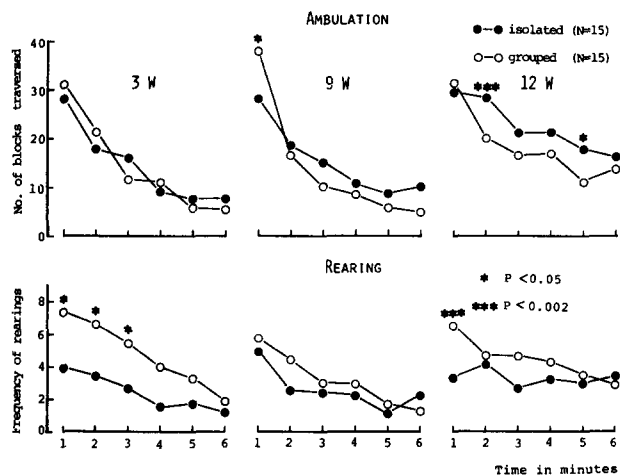 AMBULATION
isolated (N=15)
grouped (N=15)
No. of blocks traversed
40
30
20
10
0
3 W
9 W
12 W
*
***
*
REARING
* P<0.05
*** P<0.002
Frequency of rearings
8
6
4
2
0
* * *
***
1 2 3 4 5 6
1 2 3 4 5 6
1 2 3 4 5 6
Time in minutes